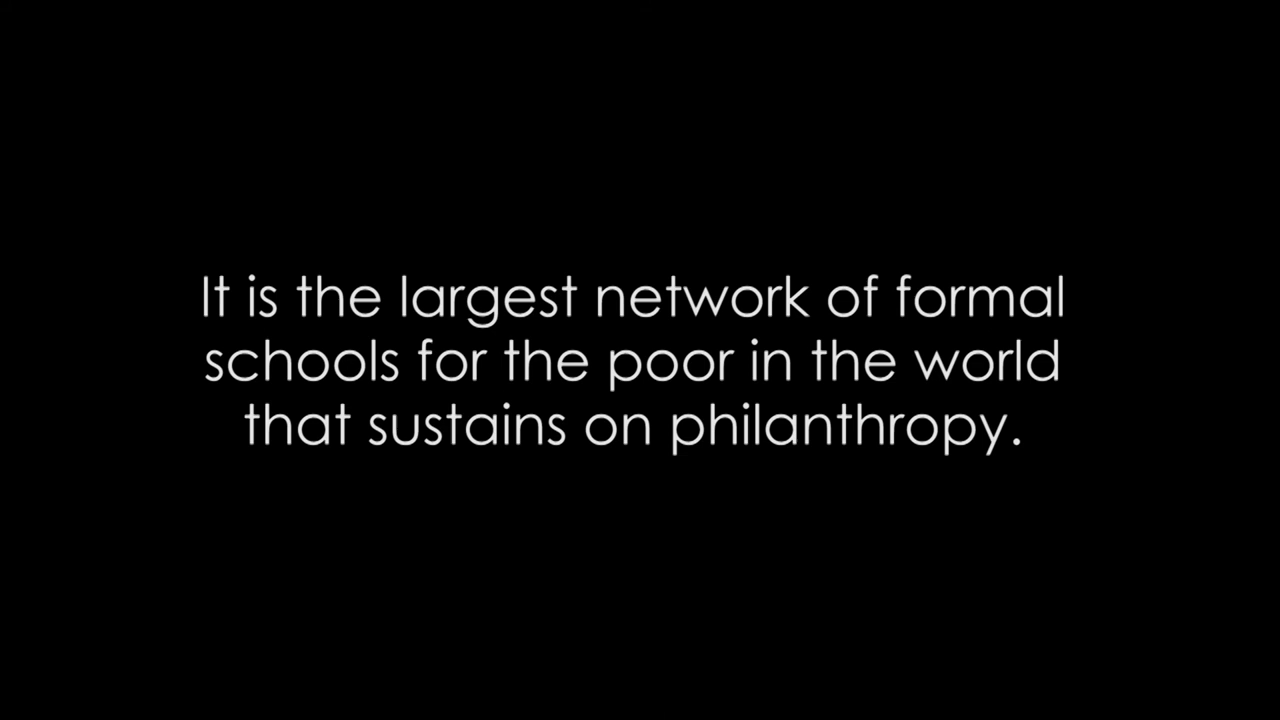 It is the largest network of formal
schools for the poor in the world
that sustains on philanthropy.